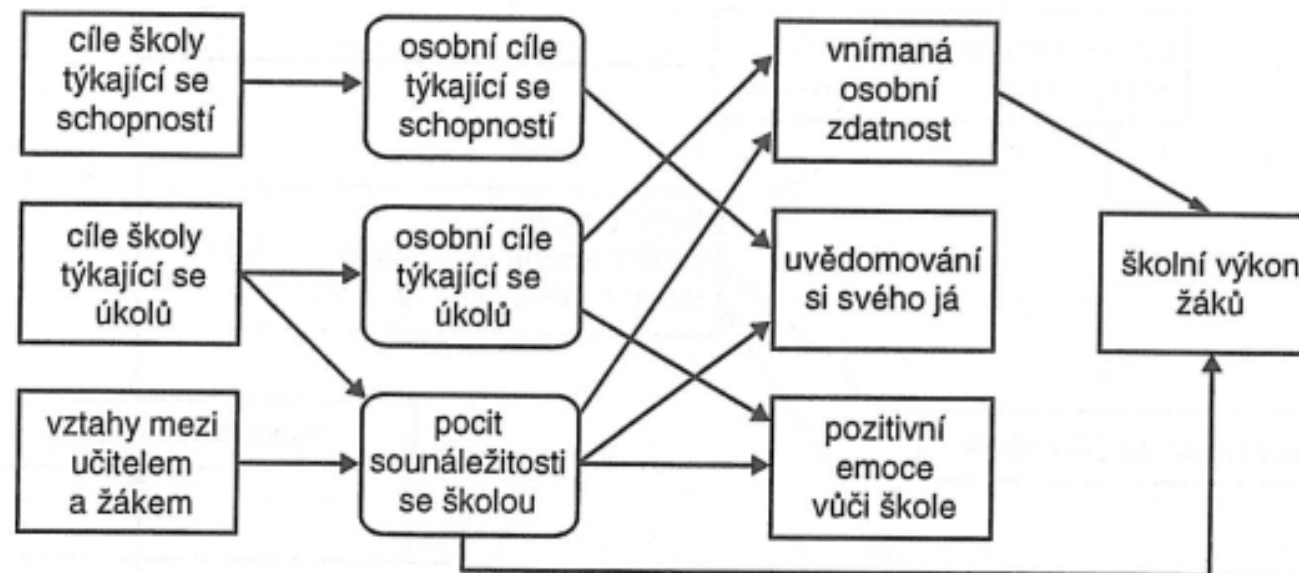 cíle školy
týkající se
schopností
osobní cíle
týkající se
schopností
vnímaná
osobní
zdatnost
cíle školy
týkající se
úkolů
osobní cíle
týkající se
úkolů
uvědomování
si svého já
školní výkon
žáků
vztahy mezi
učitelem
a žákem
pocit
sounáležitosti
se školou
pozitivní
emoce
vůči škole